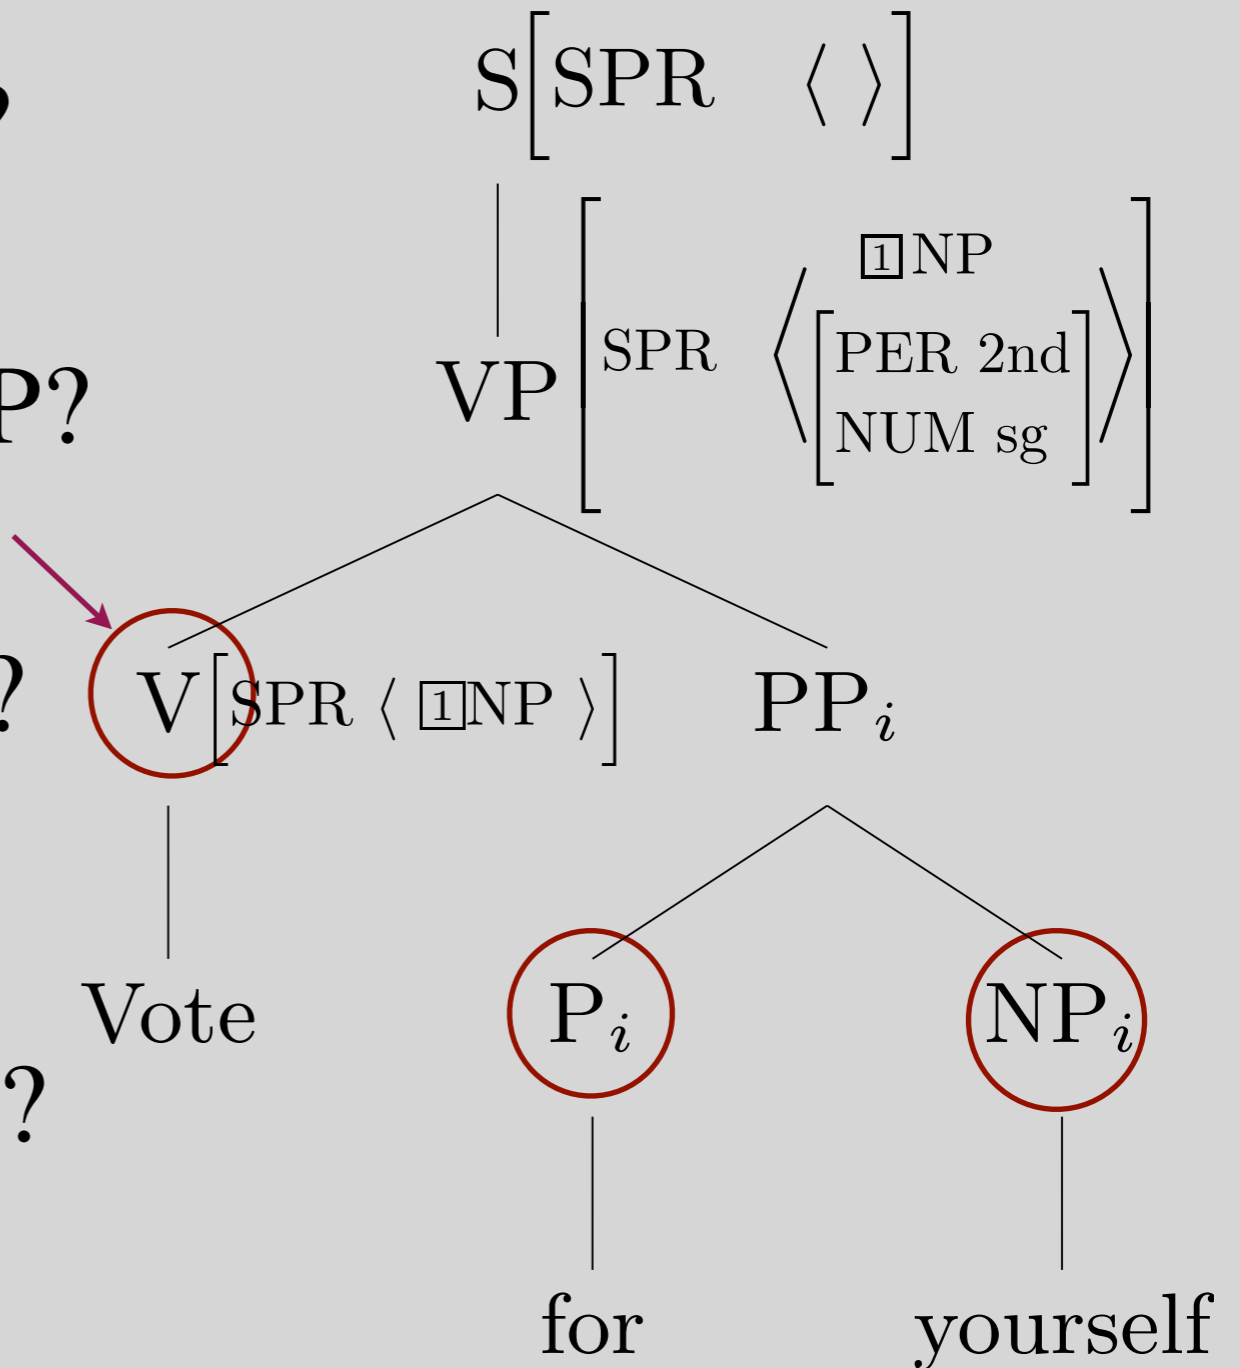 ?
S[SPR ⟨ ⟩]
[1]NP
VP[SPR ⟨[PER 2nd
NUM sg]⟩]
P?
?
V[SPR ⟨ [1]NP ⟩]
PPᵢ
Vote
Pᵢ
NPᵢ
?
for
yourself